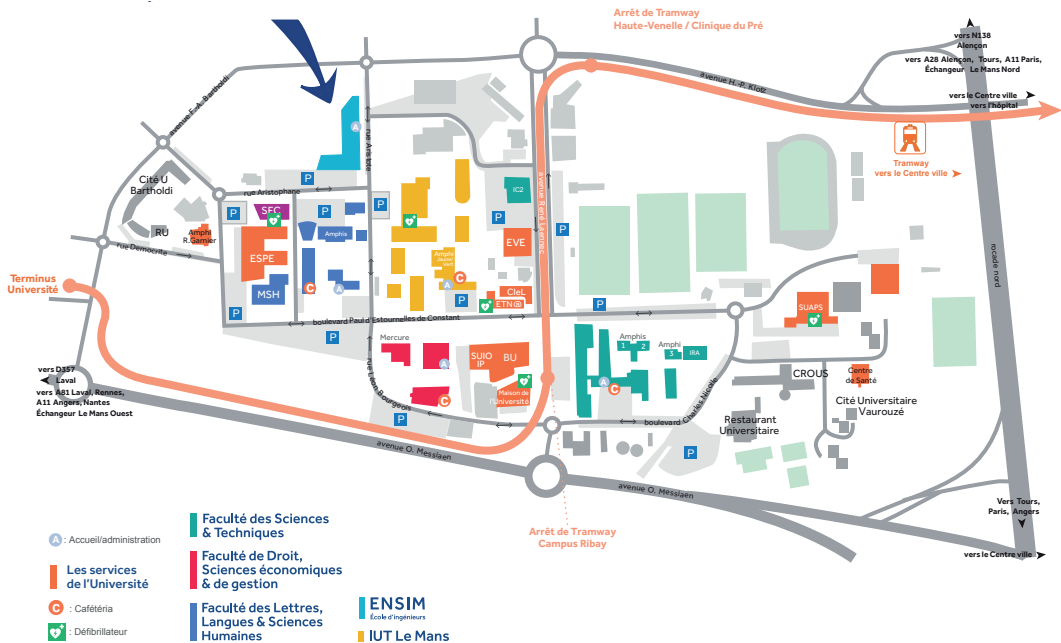 Arrêt de Tramway
Haute-Venelle / Clinique du Pré
vers N138
Alençon
vers A28 Alençon, Tours, A11 Paris,
Échangeur Le Mans Nord
avenue H.-P. Klotz
vers le Centre ville
vers l'hôpital
Tramway
vers le Centre ville
avenue F.-A. Bartholdi
rue Aristote
A
P
Cité U
Bartholdi
rue Aristophane
RU
Amphi
R.Garnier
rue Démocrite
P
SFC
P
P
Amphis
ESPE
MSH
C
A
P
IC2
P
P
EVE
avenue René Laennec
Amphi
Vert
C
A
P
CIeL
ETN
P
P
P
rocade nord
Terminus
Université
boulevard Paul d'Estournelles de Constant
SUAPS
vers D357
Laval
vers A81 Laval, Rennes,
A11 Angers, Nantes
Échangeur Le Mans Ouest
Mercure
A
C
rue Léon Bourgeois
SUIO
IP
BU
Maison de
l'Université
Amphis
1 2
Amphi
3
IRA
A
C
CROUS
Centre
de Santé
Cité Universitaire
Vaurouzé
Restaurant
Universitaire
boulevard Charles Nicolle
P
P
avenue O. Messiaen
avenue O. Messiaen
Arrêt de Tramway
Campus Ribay
Vers Tours,
Paris, Angers
vers le Centre ville
A : Accueil/administration
Les services
de l'Université
C : Cafétéria
: Défibrillateur
Faculté des Sciences
& Techniques
Faculté de Droit,
Sciences économiques
& de gestion
Faculté des Lettres,
Langues & Sciences
Humaines
ENSIM
École d'ingénieurs
IUT Le Mans